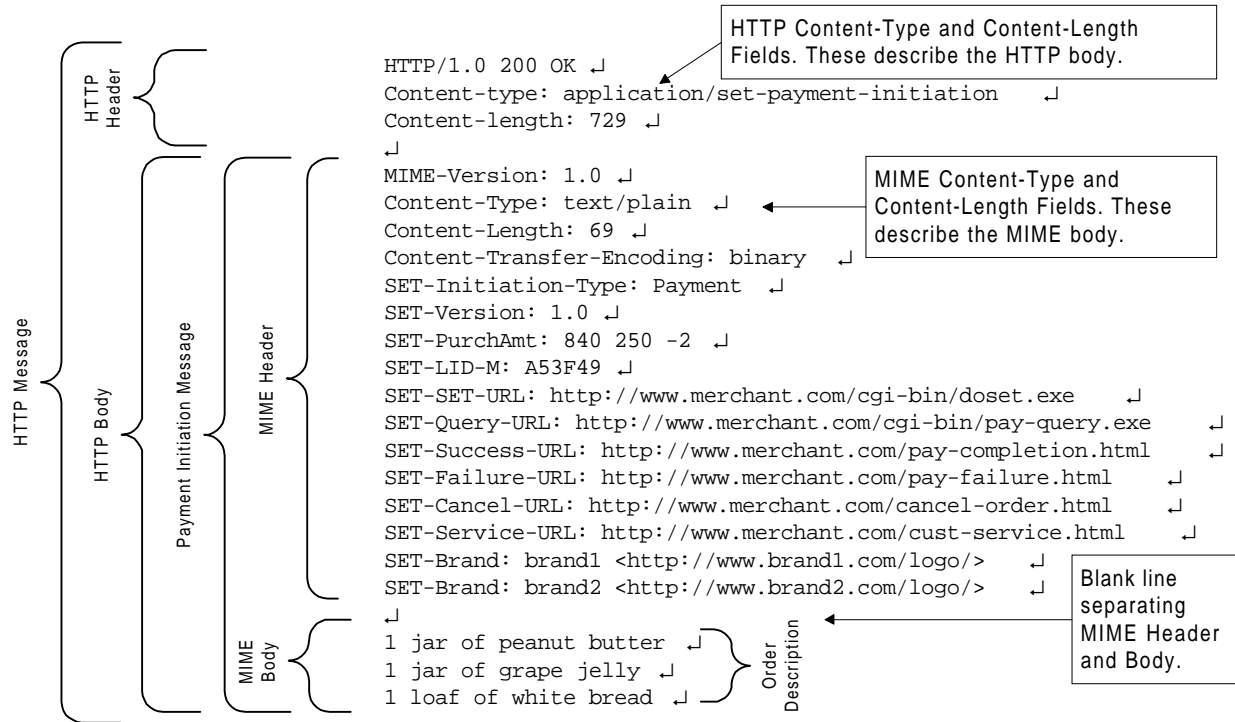 HTTP Content-Type and Content-Length
Fields. These describe the HTTP body.
HTTP Message
HTTP
Header
HTTP Body
Payment Initiation Message
MIME Header
MIME
Body
HTTP/1.0 200 OK ↵
Content-type: application/set-payment-initiation ↵
Content-length: 729 ↵
↵
MIME-Version: 1.0 ↵
Content-Type: text/plain ↵
Content-Length: 69 ↵
Content-Transfer-Encoding: binary ↵
SET-Initiation-Type: Payment ↵
SET-Version: 1.0 ↵
SET-PurchAmt: 840 250 -2 ↵
SET-LID-M: A53F49 ↵
SET-SET-URL: http://www.merchant.com/cgi-bin/doset.exe ↵
SET-Query-URL: http://www.merchant.com/cgi-bin/pay-query.exe ↵
SET-Success-URL: http://www.merchant.com/pay-completion.html ↵
SET-Failure-URL: http://www.merchant.com/pay-failure.html ↵
SET-Cancel-URL: http://www.merchant.com/cancel-order.html ↵
SET-Service-URL: http://www.merchant.com/cust-service.html ↵
SET-Brand: brand1 <http://www.brand1.com/logo/> ↵
SET-Brand: brand2 <http://www.brand2.com/logo/> ↵
↵
1 jar of peanut butter ↵
1 jar of grape jelly ↵
1 loaf of white bread ↵
Order
Description
MIME Content-Type and
Content-Length Fields. These
describe the MIME body.
Blank line
separating
MIME Header
and Body.